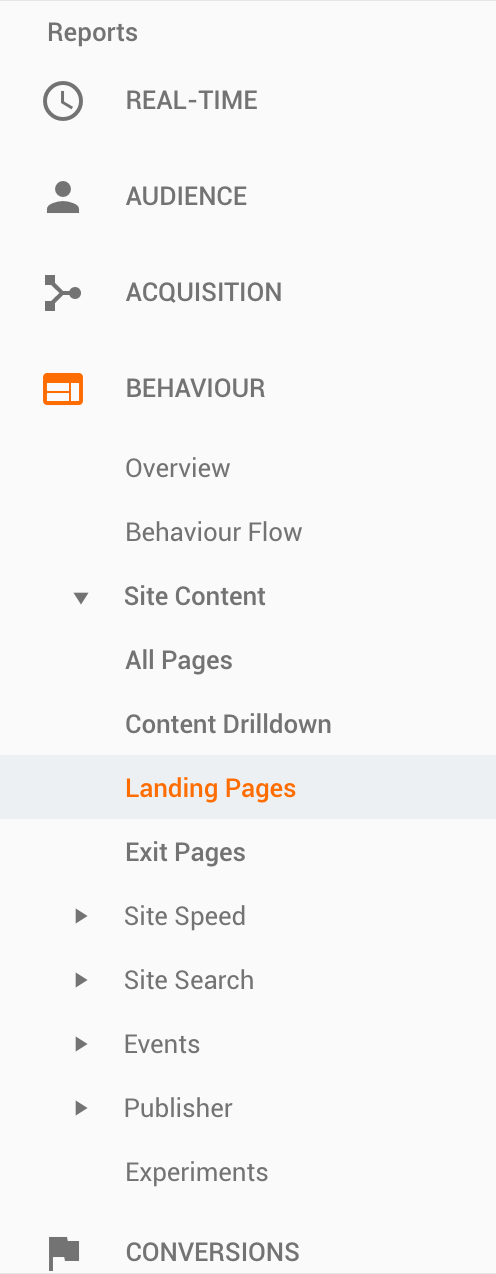 Reports
REAL-TIME
AUDIENCE
ACQUISITION
BEHAVIOUR
Overview
Behaviour Flow
Site Content
All Pages
Content Drilldown
Landing Pages
Exit Pages
Site Speed
Site Search
Events
Publisher
Experiments
CONVERSIONS